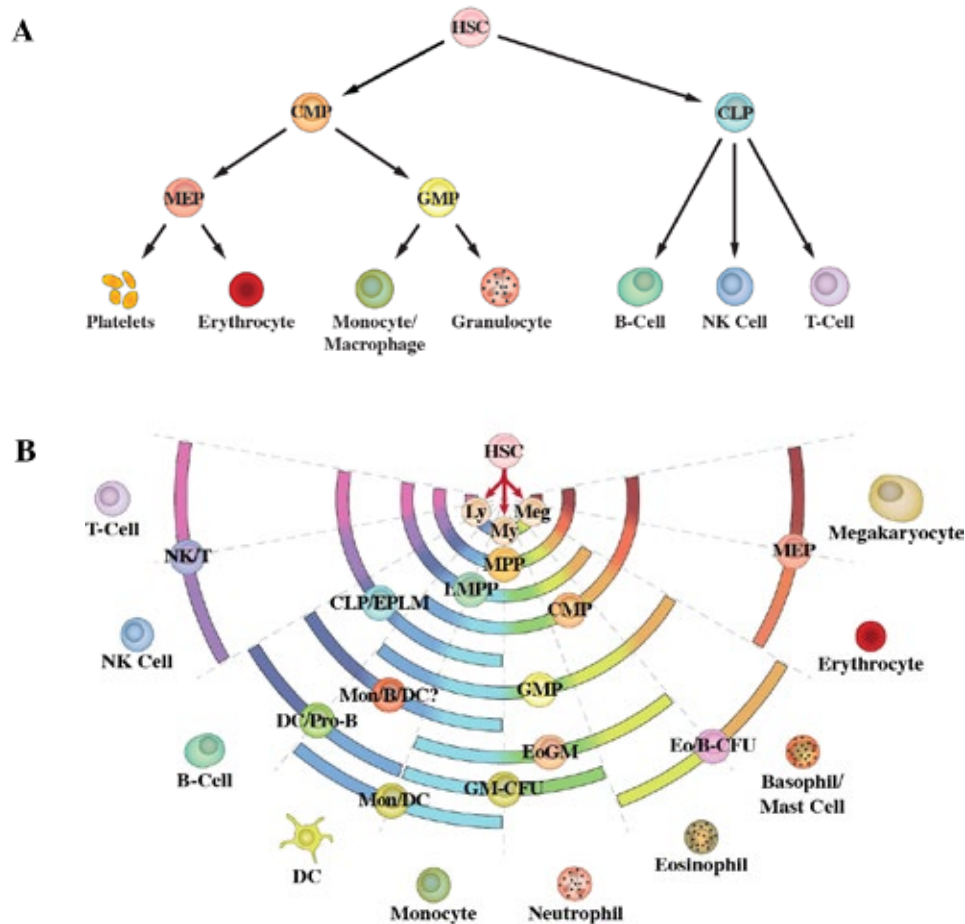 A
HSC
CMP
CLP
MEP
GMP
Platelets
Erythrocyte
Monocyte/
Macrophage
Granulocyte
B-Cell
NK Cell
T-Cell
B
HSC
Ly
Meg
My
T-Cell
Megakaryocyte
NK/T
MPP
MEP
LMPP
CLP/EPLM
CMP
NK Cell
Erythrocyte
Mon/B/DC?
GMP
DC/Pro-B
EoGM
Eo/B-CFU
B-Cell
Basophil/
Mast Cell
Mon/DC
GM-CFU
Eosinophil
DC
Monocyte
Neutrophil